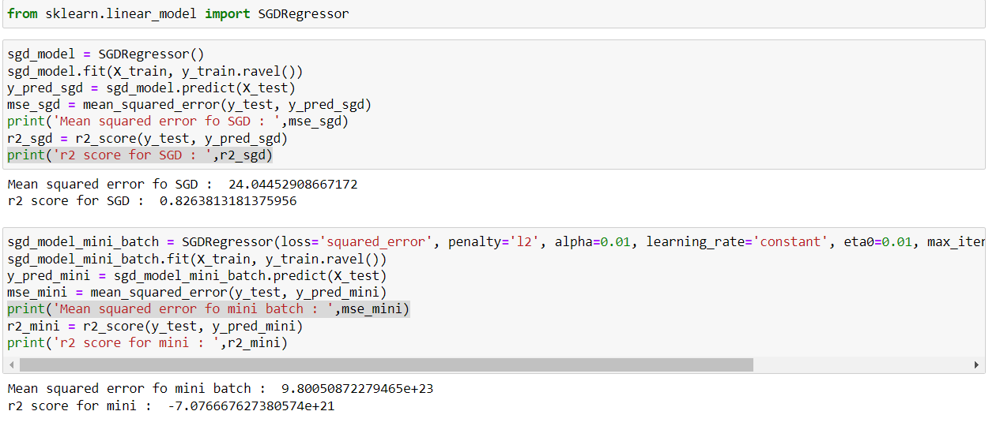 from sklearn.linear_model import SGDRegressor
sgd_model = SGDRegressor()
sgd_model.fit(X_train, y_train.ravel())
y_pred_sgd = sgd_model.predict(X_test)
mse_sgd = mean_squared_error(y_test, y_pred_sgd)
print('Mean squared error fo SGD : ',mse_sgd)
r2_sgd = r2_score(y_test, y_pred_sgd)
print('r2 score for SGD : ',r2_sgd)
Mean squared error fo SGD :  24.04452908667172
r2 score for SGD :  0.8263813181375956
sgd_model_mini_batch = SGDRegressor(loss='squared_error', penalty='l2', alpha=0.01, learning_rate='constant', eta0=0.01, max_iter
sgd_model_mini_batch.fit(X_train, y_train.ravel())
y_pred_mini = sgd_model_mini_batch.predict(X_test)
mse_mini = mean_squared_error(y_test, y_pred_mini)
print('Mean squared error fo mini batch : ',mse_mini)
r2_mini = r2_score(y_test, y_pred_mini)
print('r2 score for mini : ',r2_mini)
Mean squared error fo mini batch :  9.80050872279465e+23
r2 score for mini :  -7.076667627380574e+21